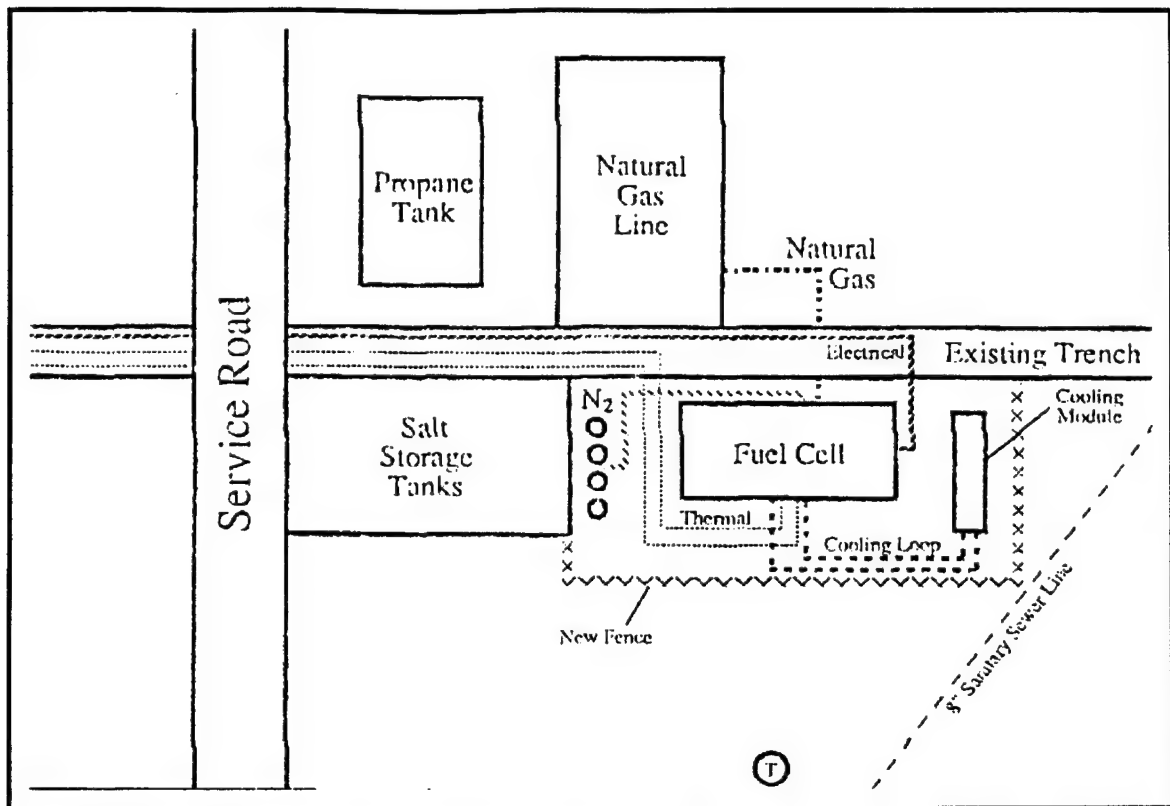 Propane
Tank
Natural
Gas
Line
Natural
Gas
Service Road
Electrical
Existing Trench
N2
Cooling
Module
Salt
Storage
Tanks
Fuel Cell
Thermal
Cooling Loop
New Fence
8" Sanitary Sewer Line
T